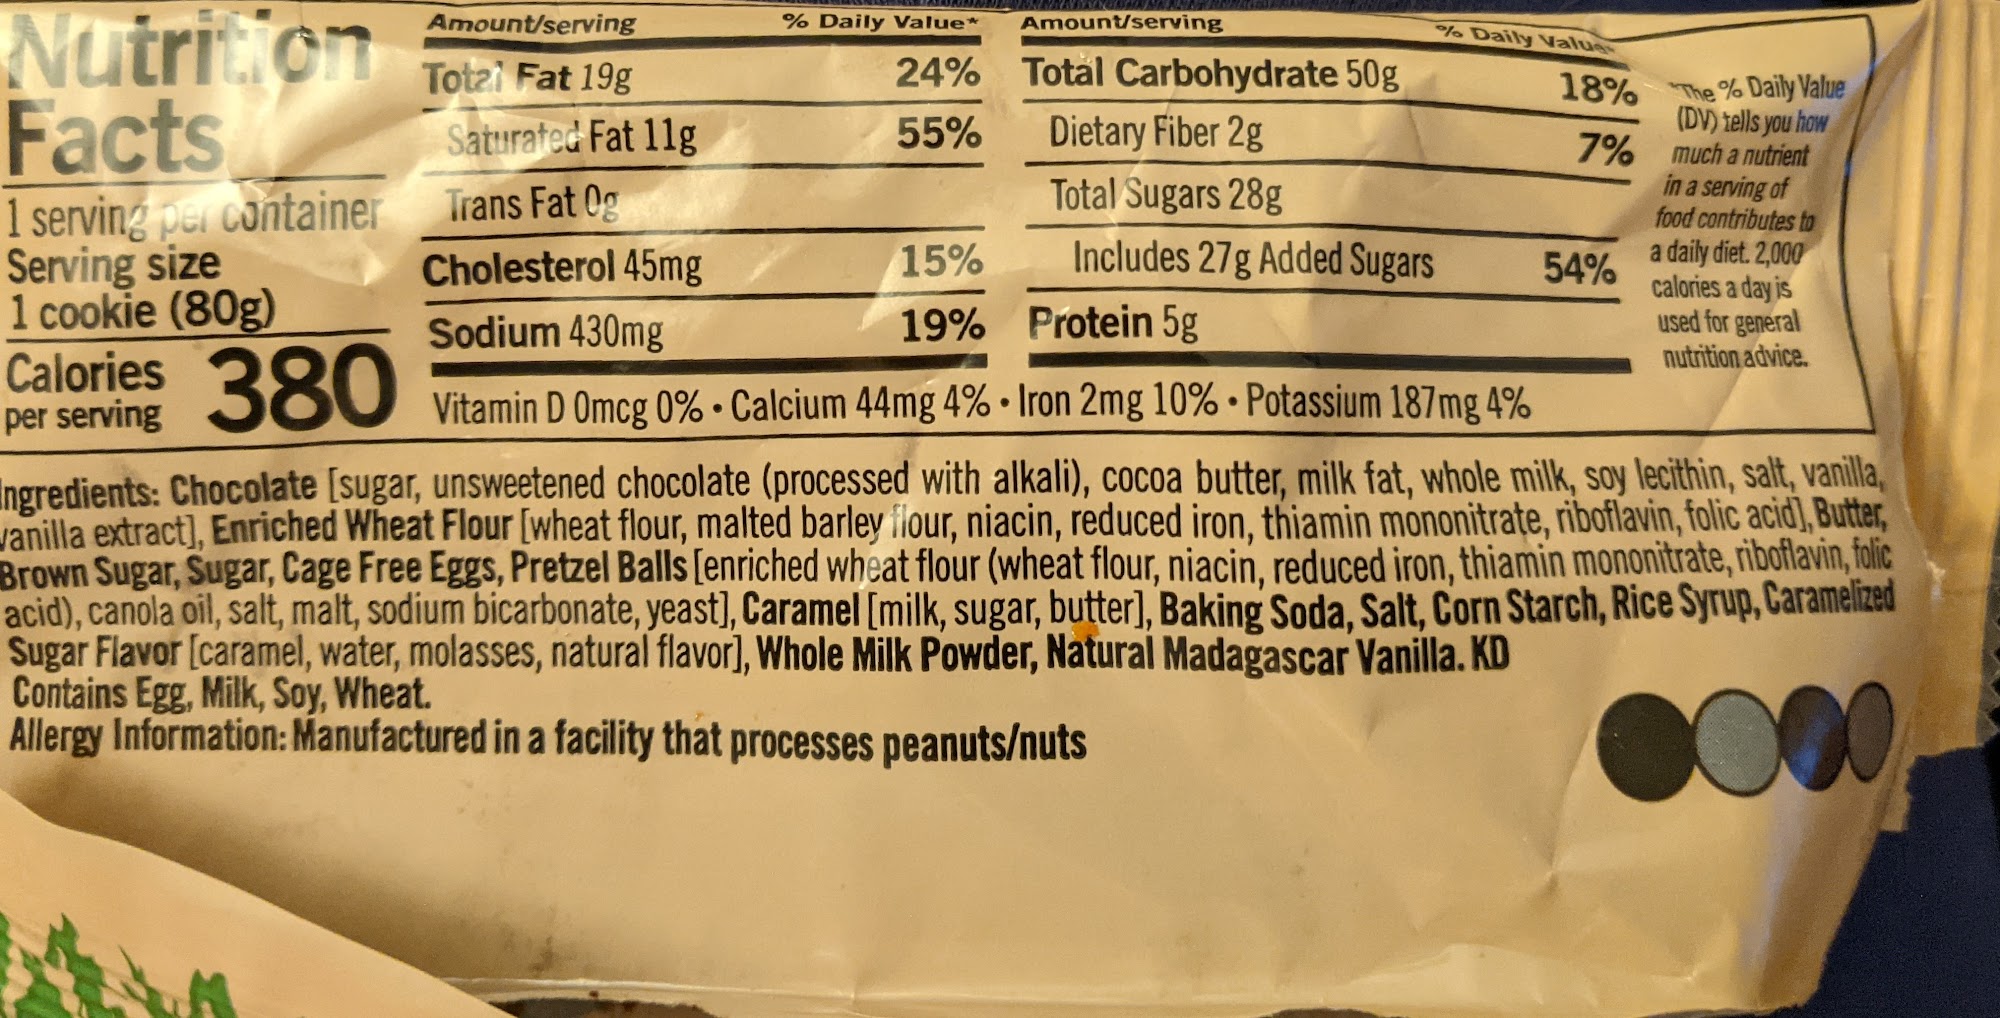 Nutrition
Facts
1 serving per container
Serving size
1 cookie (80g)
Calories
per serving 380
Amount/serving % Daily Value*
Total Fat 19g 24%
Saturated Fat 11g 55%
Trans Fat 0g
Cholesterol 45mg 15%
Sodium 430mg 19%
Amount/serving % Daily Value*
Total Carbohydrate 50g 18%
Dietary Fiber 2g 7%
Total Sugars 28g
Includes 27g Added Sugars 54%
Protein 5g
Vitamin D 0mcg 0% • Calcium 44mg 4% • Iron 2mg 10% • Potassium 187mg 4%
*The % Daily Value
(DV) tells you how
much a nutrient
in a serving of
food contributes to
a daily diet. 2,000
calories a day is
used for general
nutrition advice.
Ingredients: Chocolate [sugar, unsweetened chocolate (processed with alkali), cocoa butter, milk fat, whole milk, soy lecithin, salt, vanilla,
vanilla extract], Enriched Wheat Flour [wheat flour, malted barley flour, niacin, reduced iron, thiamin mononitrate, riboflavin, folic acid], Butter,
Brown Sugar, Sugar, Cage Free Eggs, Pretzel Balls [enriched wheat flour (wheat flour, niacin, reduced iron, thiamin mononitrate, riboflavin, folic
acid), canola oil, salt, malt, sodium bicarbonate, yeast], Caramel [milk, sugar, butter], Baking Soda, Salt, Corn Starch, Rice Syrup, Caramelized
Sugar Flavor [caramel, water, molasses, natural flavor], Whole Milk Powder, Natural Madagascar Vanilla. KD
Contains Egg, Milk, Soy, Wheat.
Allergy Information: Manufactured in a facility that processes peanuts/nuts